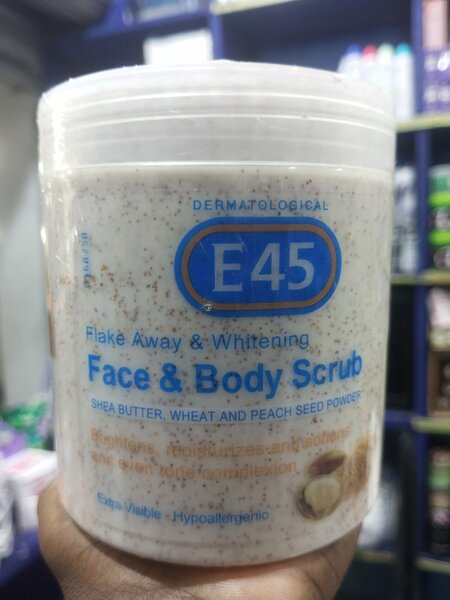 DERMATOLOGICAL
E45
Flake Away & Whitening
Face & Body Scrub
SHEA BUTTER, WHEAT AND PEACH SEED POWDER
Brightens, moisturizes and softens
and even tone complexion
Extra Visible - Hypoallergenic